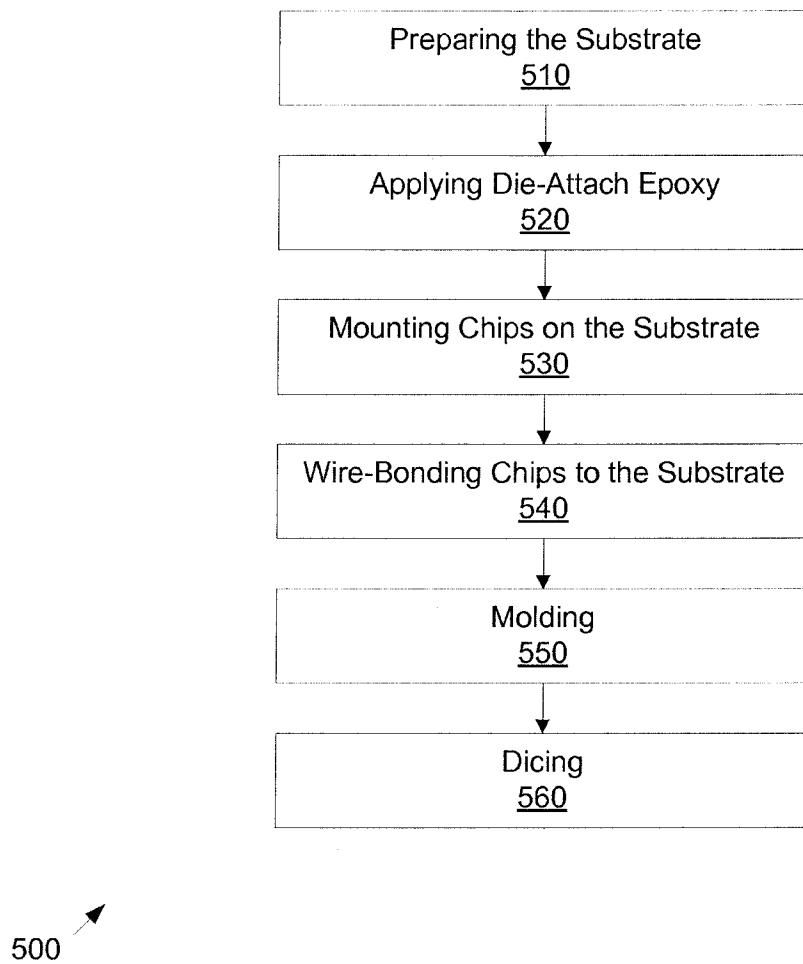 Preparing the Substrate
510
Applying Die-Attach Epoxy
520
Mounting Chips on the Substrate
530
Wire-Bonding Chips to the Substrate
540
Molding
550
Dicing
560
500